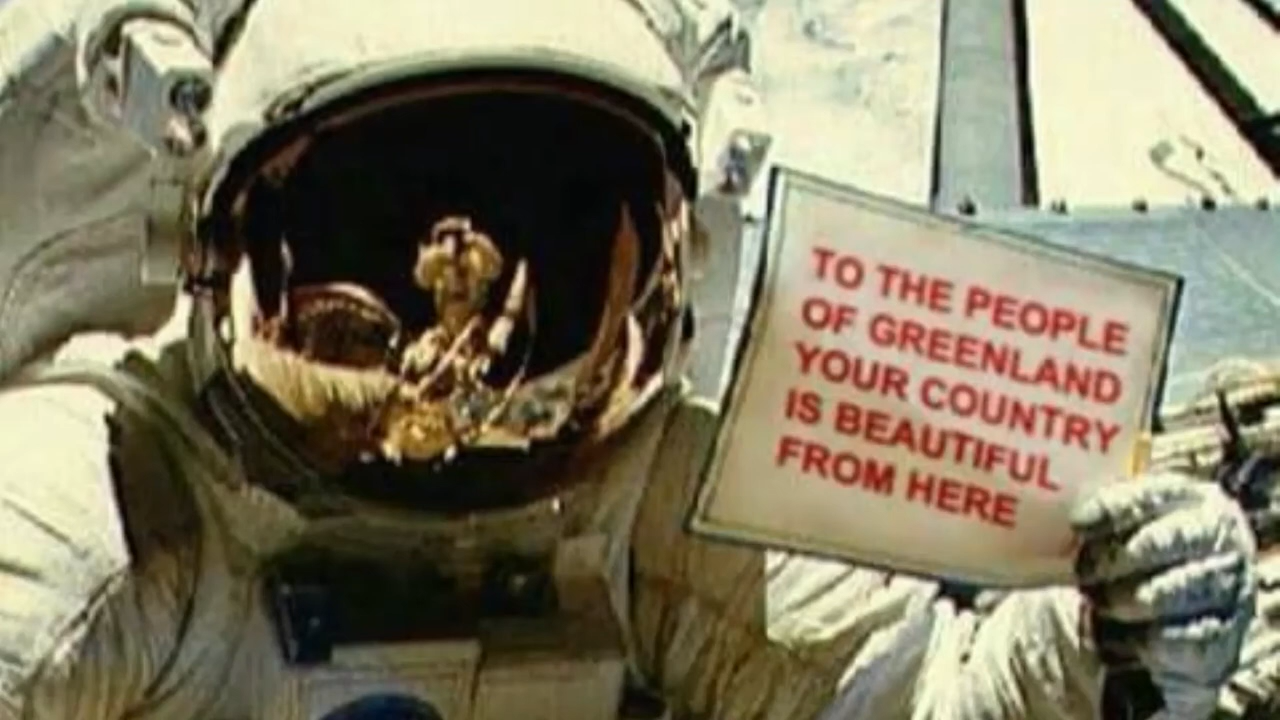 TO THE PEOPLE
OF GREENLAND
YOUR COUNTRY
IS BEAUTIFUL
FROM HERE